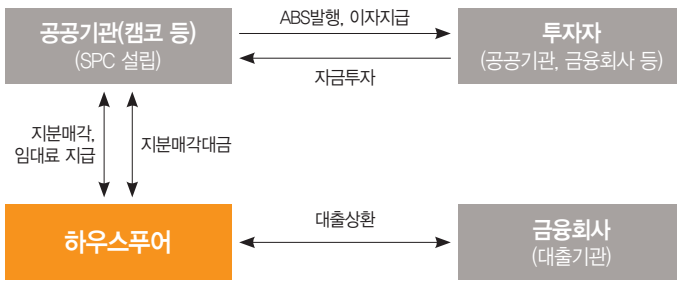 공공기관(캠코 등)
(SPC 설립)
ABS발행, 이자지급
자금투자
투자자
(공공기관, 금융회사 등)
지분매각,
임대료 지급
지분매각대금
하우스푸어
대출상환
금융회사
(대출기관)